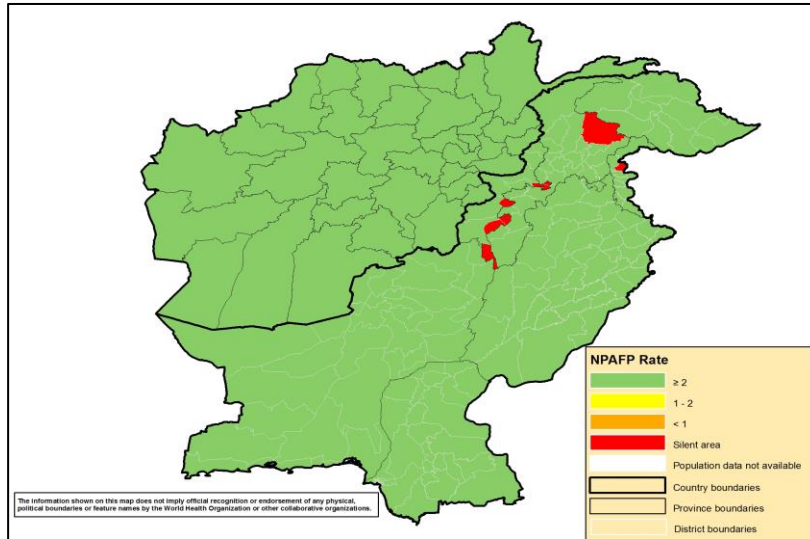 NPAFP Rate
≥ 2
1 - 2
< 1
Silent area
Population data not available
Country boundaries
Province boundaries
District boundaries
The information shown on this map does not imply official recognition or endorsement of any physical,
political boundaries or feature names by the World Health Organization or other collaborative organizations.